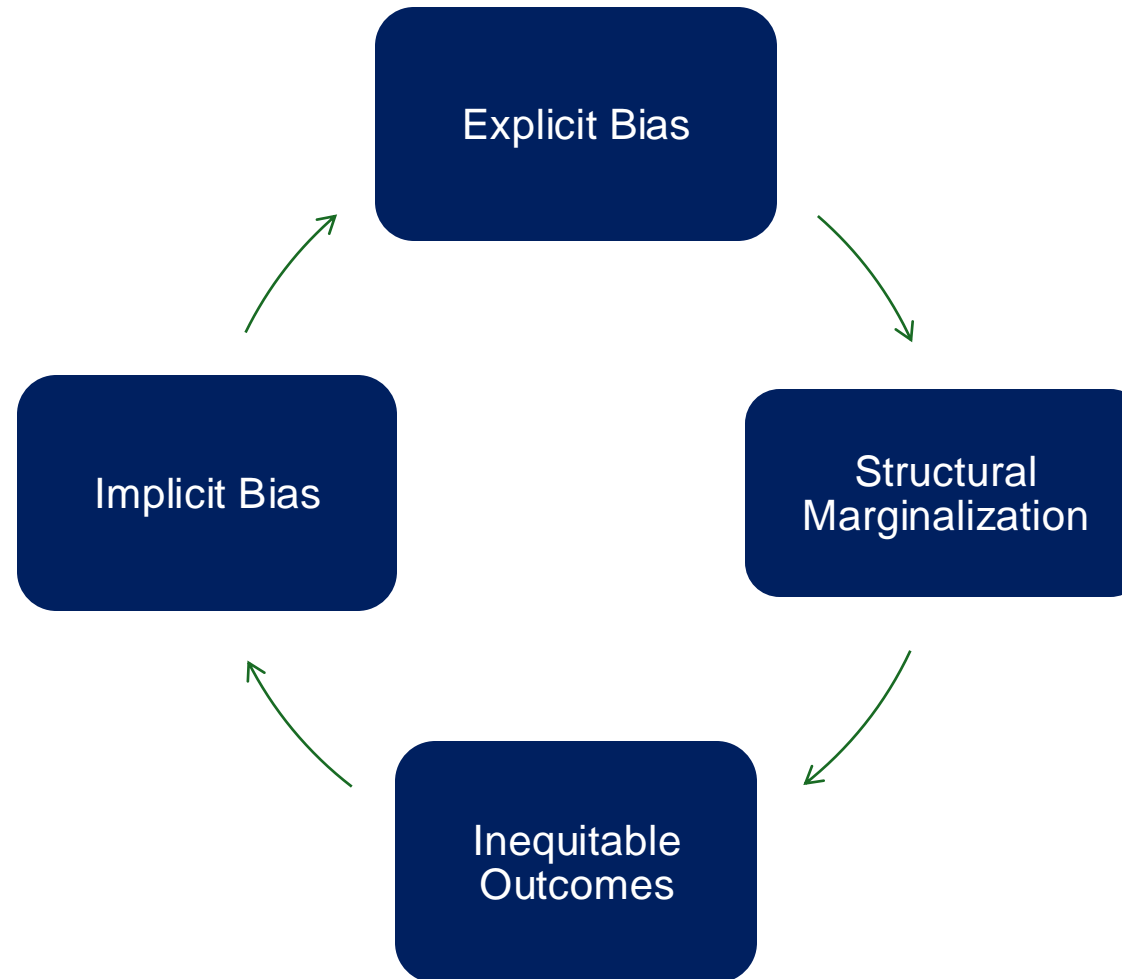 Explicit Bias
Structural
Marginalization
Inequitable
Outcomes
Implicit Bias